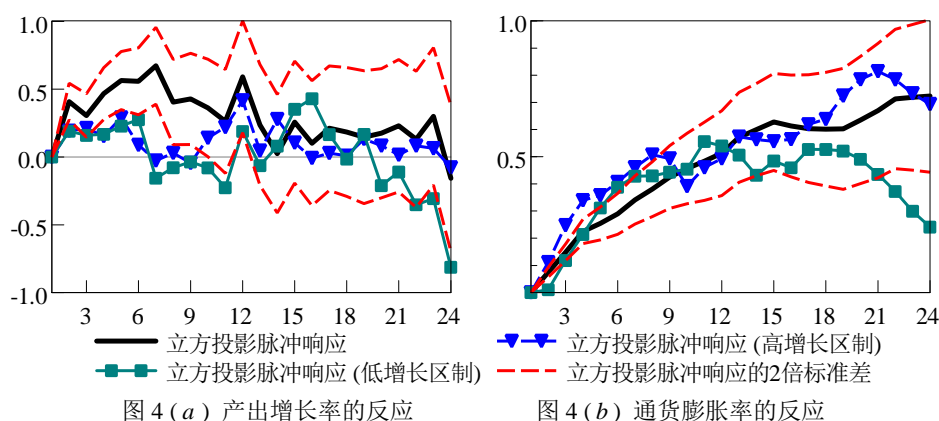 1.0
0.5
0.0
-0.5
-1.0
3 6 9 12 15 18 21 24
1.0
0.5
3 6 9 12 15 18 21 24
立方投影脉冲响应
立方投影脉冲响应 (高增长区制)
立方投影脉冲响应 (低增长区制)
立方投影脉冲响应的2倍标准差
图 4 ( a ) 产出增长率的反应
图 4 ( b ) 通货膨胀率的反应